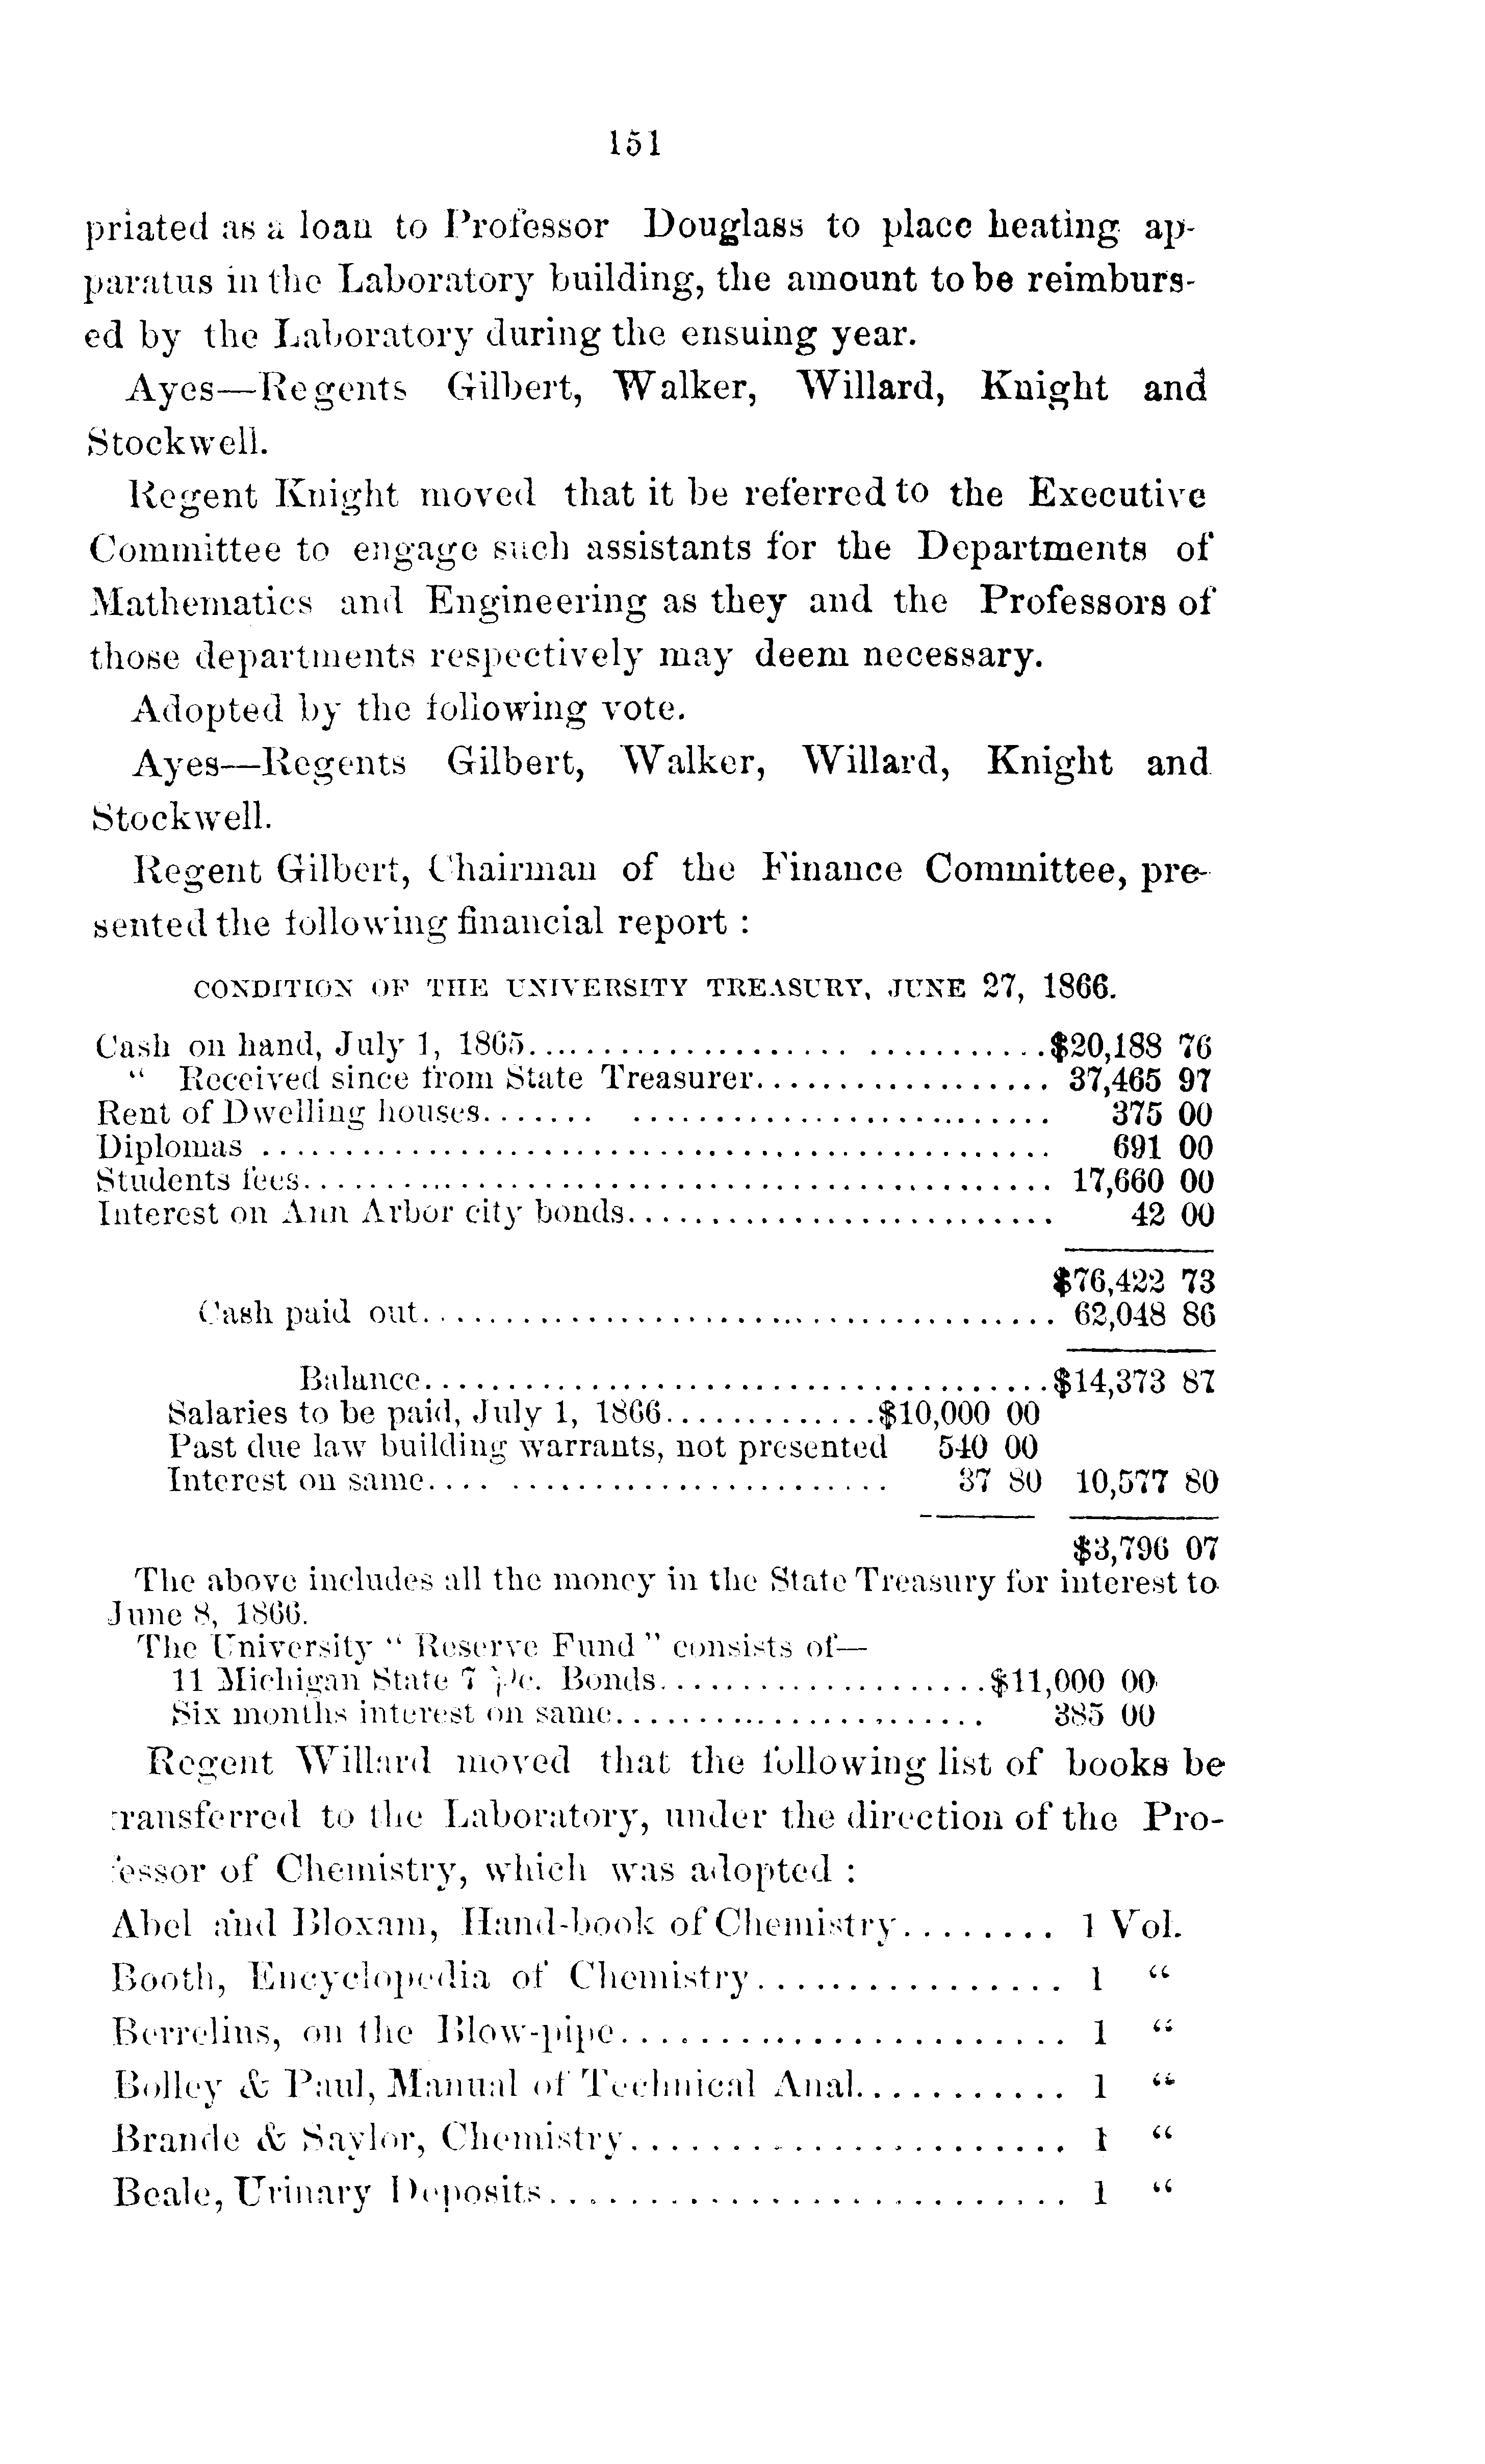 151
priated as a loan to Professor Douglass to place heating ap-
paratus in the Laboratory building, the amount to be reimburs-
ed by the Laboratory during the ensuing year.
Ayes—Regents Gilbert, Walker, Willard, Knight and
Stockwell.
Regent Knight moved that it be referred to the Executive
Committee to engage such assistants for the Departments of
Mathematics and Engineering as they and the Professors of
those departments respectively may deem necessary.
Adopted by the following vote.
Ayes—Regents Gilbert, Walker, Willard, Knight and
Stockwell.
Regent Gilbert, Chairman of the Finance Committee, pre-
sented the following financial report :
CONDITION OF THE UNIVERSITY TREASURY, JUNE 27, 1866.
Cash on hand, July 1, 1865................................$20,188 76
“ Received since from State Treasurer.................. 37,465 97
Rent of Dwelling houses................................. 375 00
Diplomas ................................................ 691 00
Students fees............................................. 17,660 00
Interest on Ann Arbor city bonds.......................... 42 00
$76,422 73
Cash paid out....................................... 62,048 86
Balance......................................$14,373 87
Salaries to be paid, July 1, 1866.............$10,000 00
Past due law building warrants, not presented 540 00
Interest on same............................ 37 80 10,577 80
$3,796 07
The above includes all the money in the State Treasury for interest to
June 8, 1866.
The University “ Reserve Fund ” consists of—
11 Michigan State 7 ⅌c. Bonds....................$11,000 00
Six months interest on same....................... 385 00
Regent Willard moved that the following list of books be
transferred to the Laboratory, under the direction of the Pro-
fessor of Chemistry, which was adopted :
Abel and Bloxam, Hand-book of Chemistry........ 1 Vol.
Booth, Encyclopedia of Chemistry................ 1 “
Berrelins, on the Blow-pipe....................... 1 “
Bolley & Paul, Manual of Technical Anal........... 1 “
Brande & Saylor, Chemistry....................... 1 “
Beale, Urinary Deposits........................... 1 “